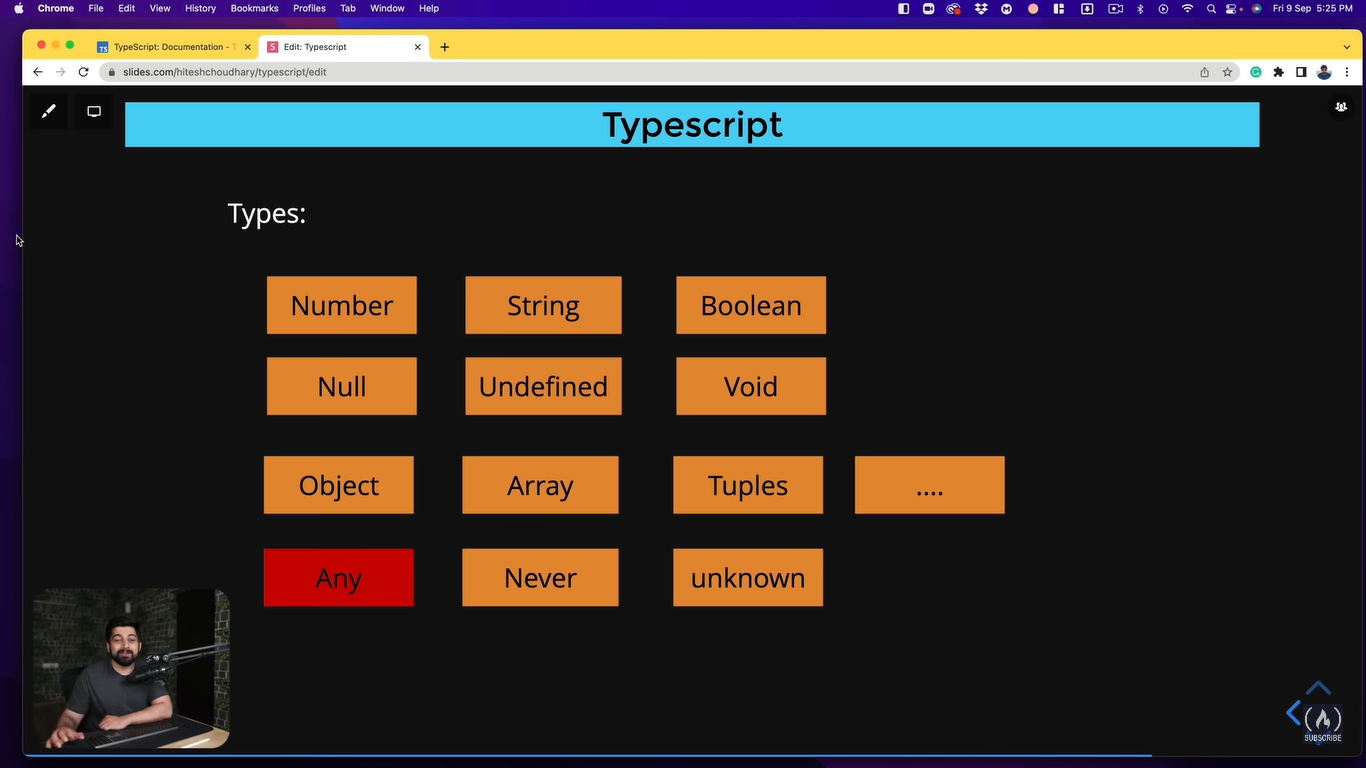 Chrome File Edit View History Bookmarks Profiles Tab Window Help Fri 9 Sep 5:25 PM
TS TypeScript: Documentation - T S Edit: Typescript
slides.com/hiteshchoudhary/typescript/edit
Typescript
Types:
Number String Boolean
Null Undefined Void
Object Array Tuples ....
Any Never unknown
SUBSCRIBE